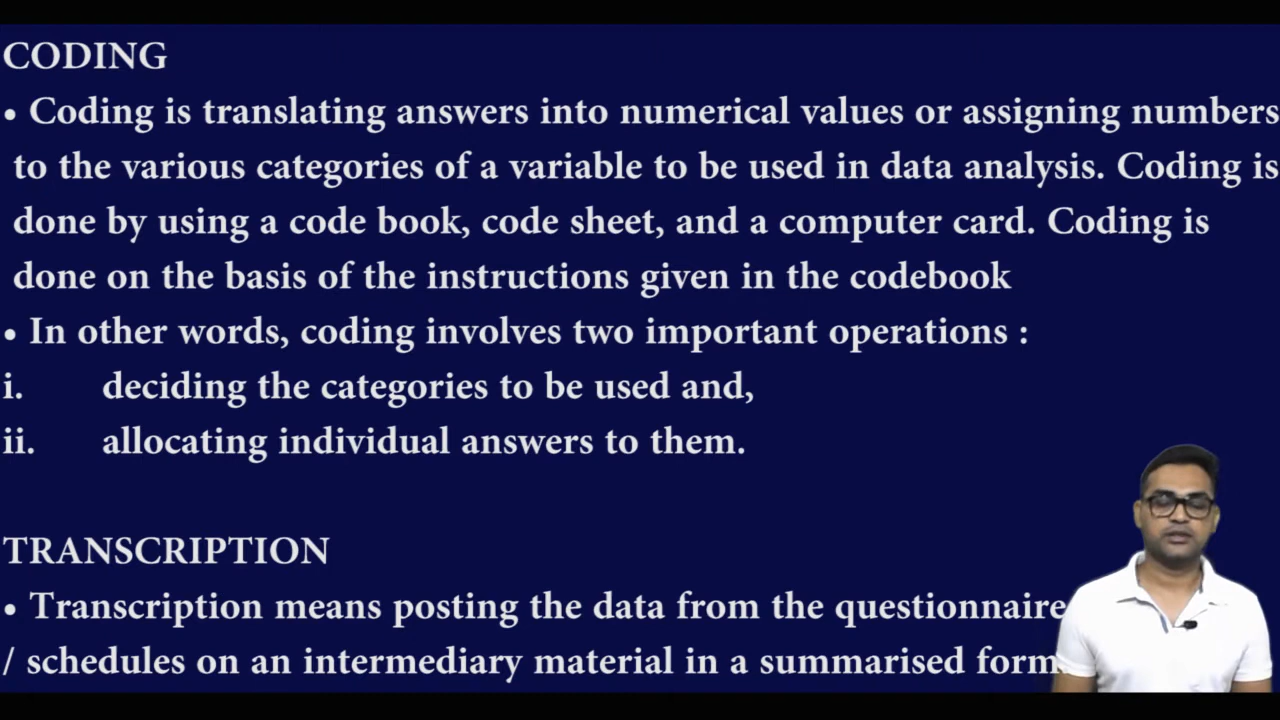 CODING
• Coding is translating answers into numerical values or assigning numbers
to the various categories of a variable to be used in data analysis. Coding is
done by using a code book, code sheet, and a computer card. Coding is
done on the basis of the instructions given in the codebook
• In other words, coding involves two important operations :
i. deciding the categories to be used and,
ii. allocating individual answers to them.
TRANSCRIPTION
• Transcription means posting the data from the questionnaire
/ schedules on an intermediary material in a summarised form